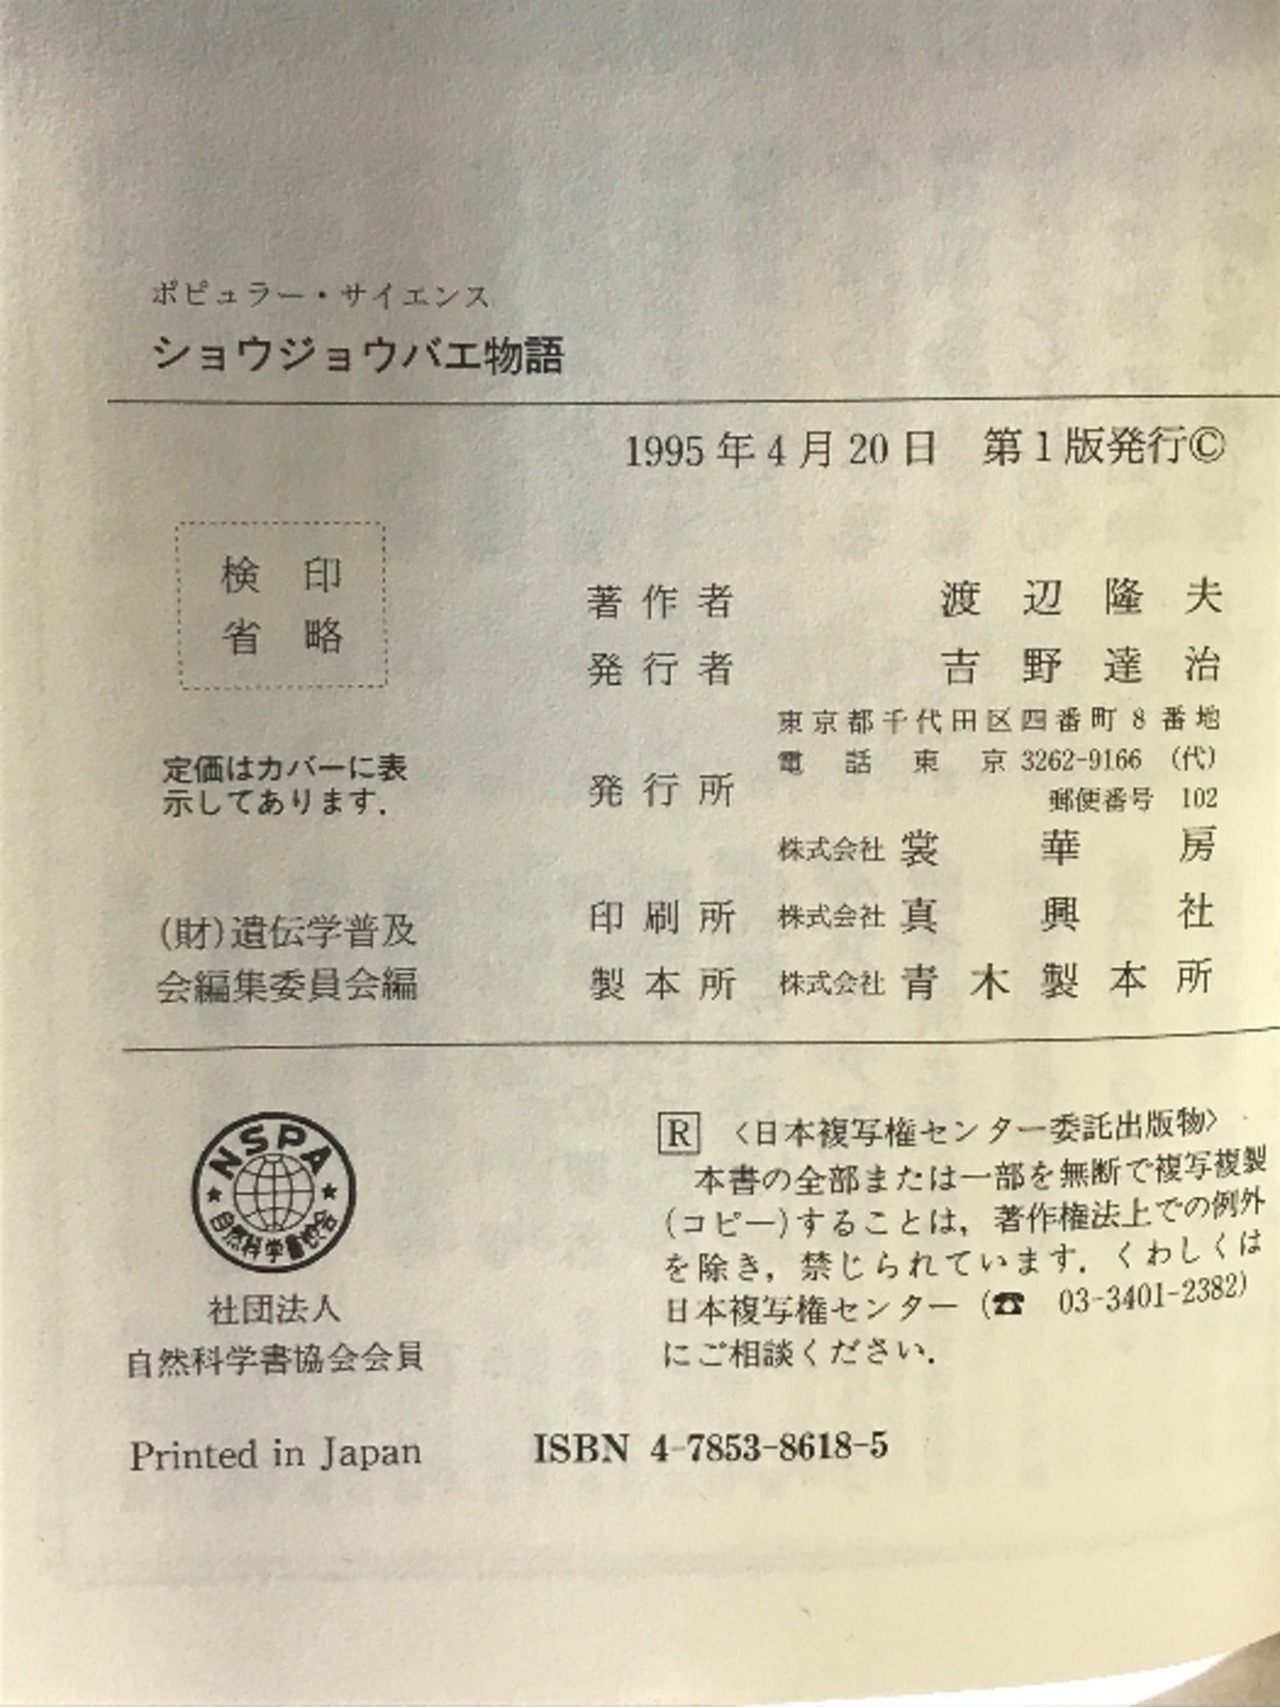 ポピュラー・サイエンス
ショウジョウバエ物語
1995年4月20日 第1版発行©
検印
省略
定価はカバーに表
示してあります.
(財)遺伝学普及
会編集委員会編
著作者 渡辺隆夫
発行者 吉野達治
発行所
東京都千代田区四番町8番地
電話東京3262-9166 (代)
郵便番号 102
株式会社 裳華房
印刷所 株式会社 真興社
製本所 株式会社 青木製本所
NSPA
自然科学書協会
社団法人
自然科学書協会会員
R 〈日本複写権センター委託出版物〉
本書の全部または一部を無断で複写複製
(コピー)することは,著作権法上での例外
を除き,禁じられています.くわしくは
日本複写権センター (☎ 03-3401-2382)
にご相談ください.
Printed in Japan
ISBN 4-7853-8618-5